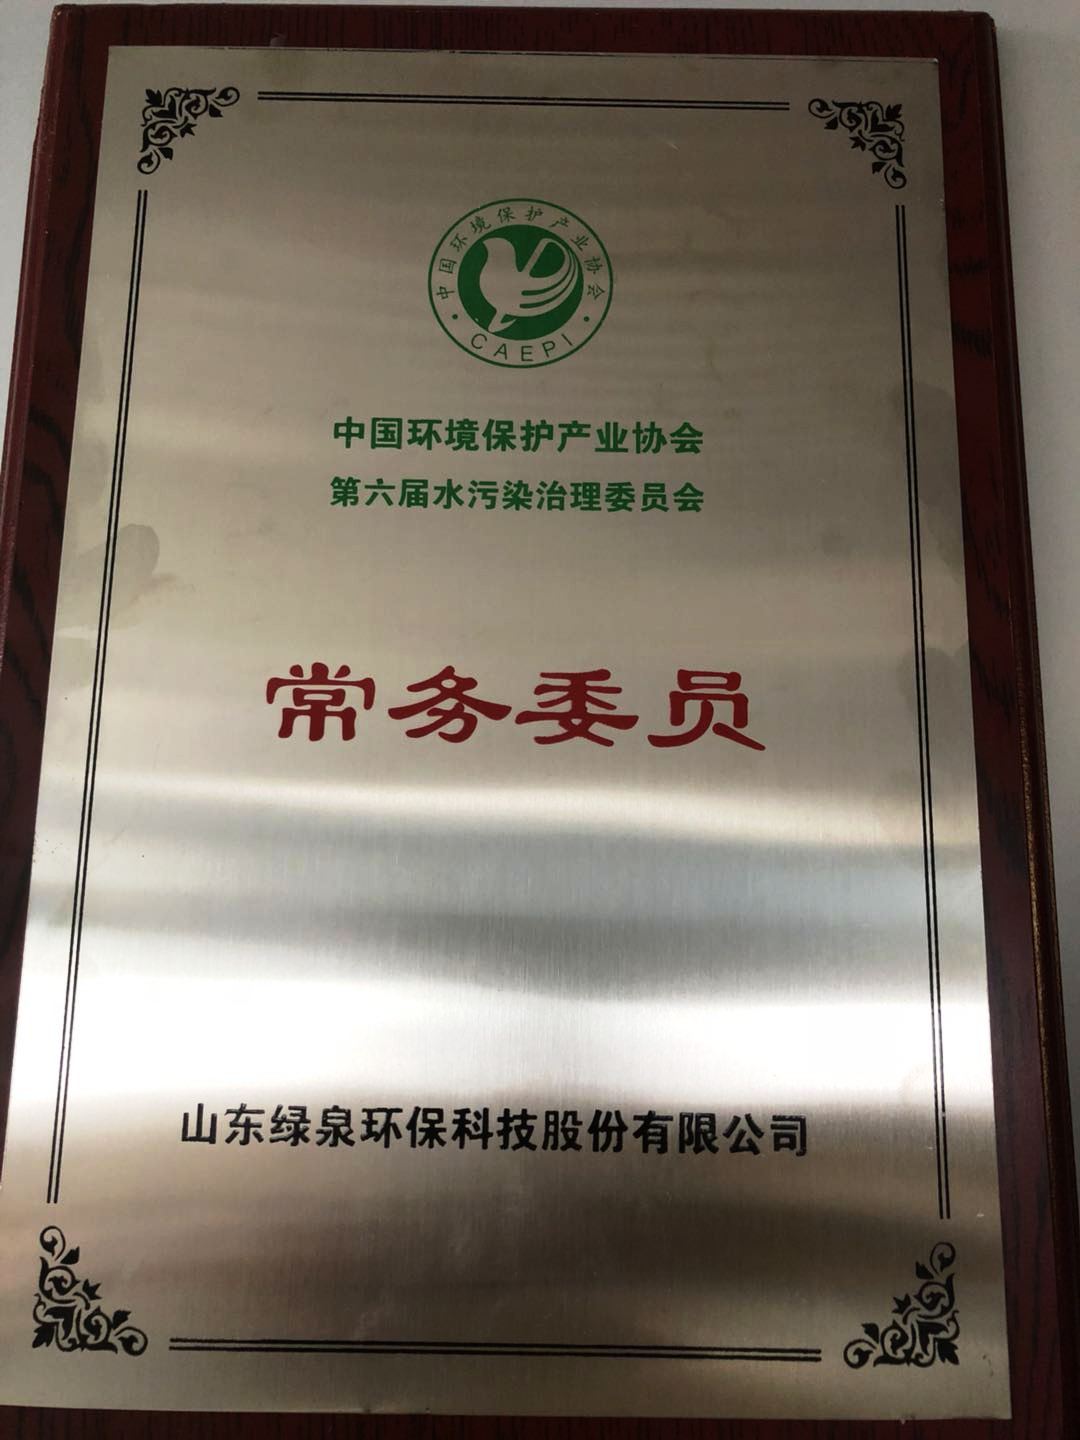 中国环境保护产业协会
CAEPI
中国环境保护产业协会
第六届水污染治理委员会
常务委员
山东绿泉环保科技股份有限公司